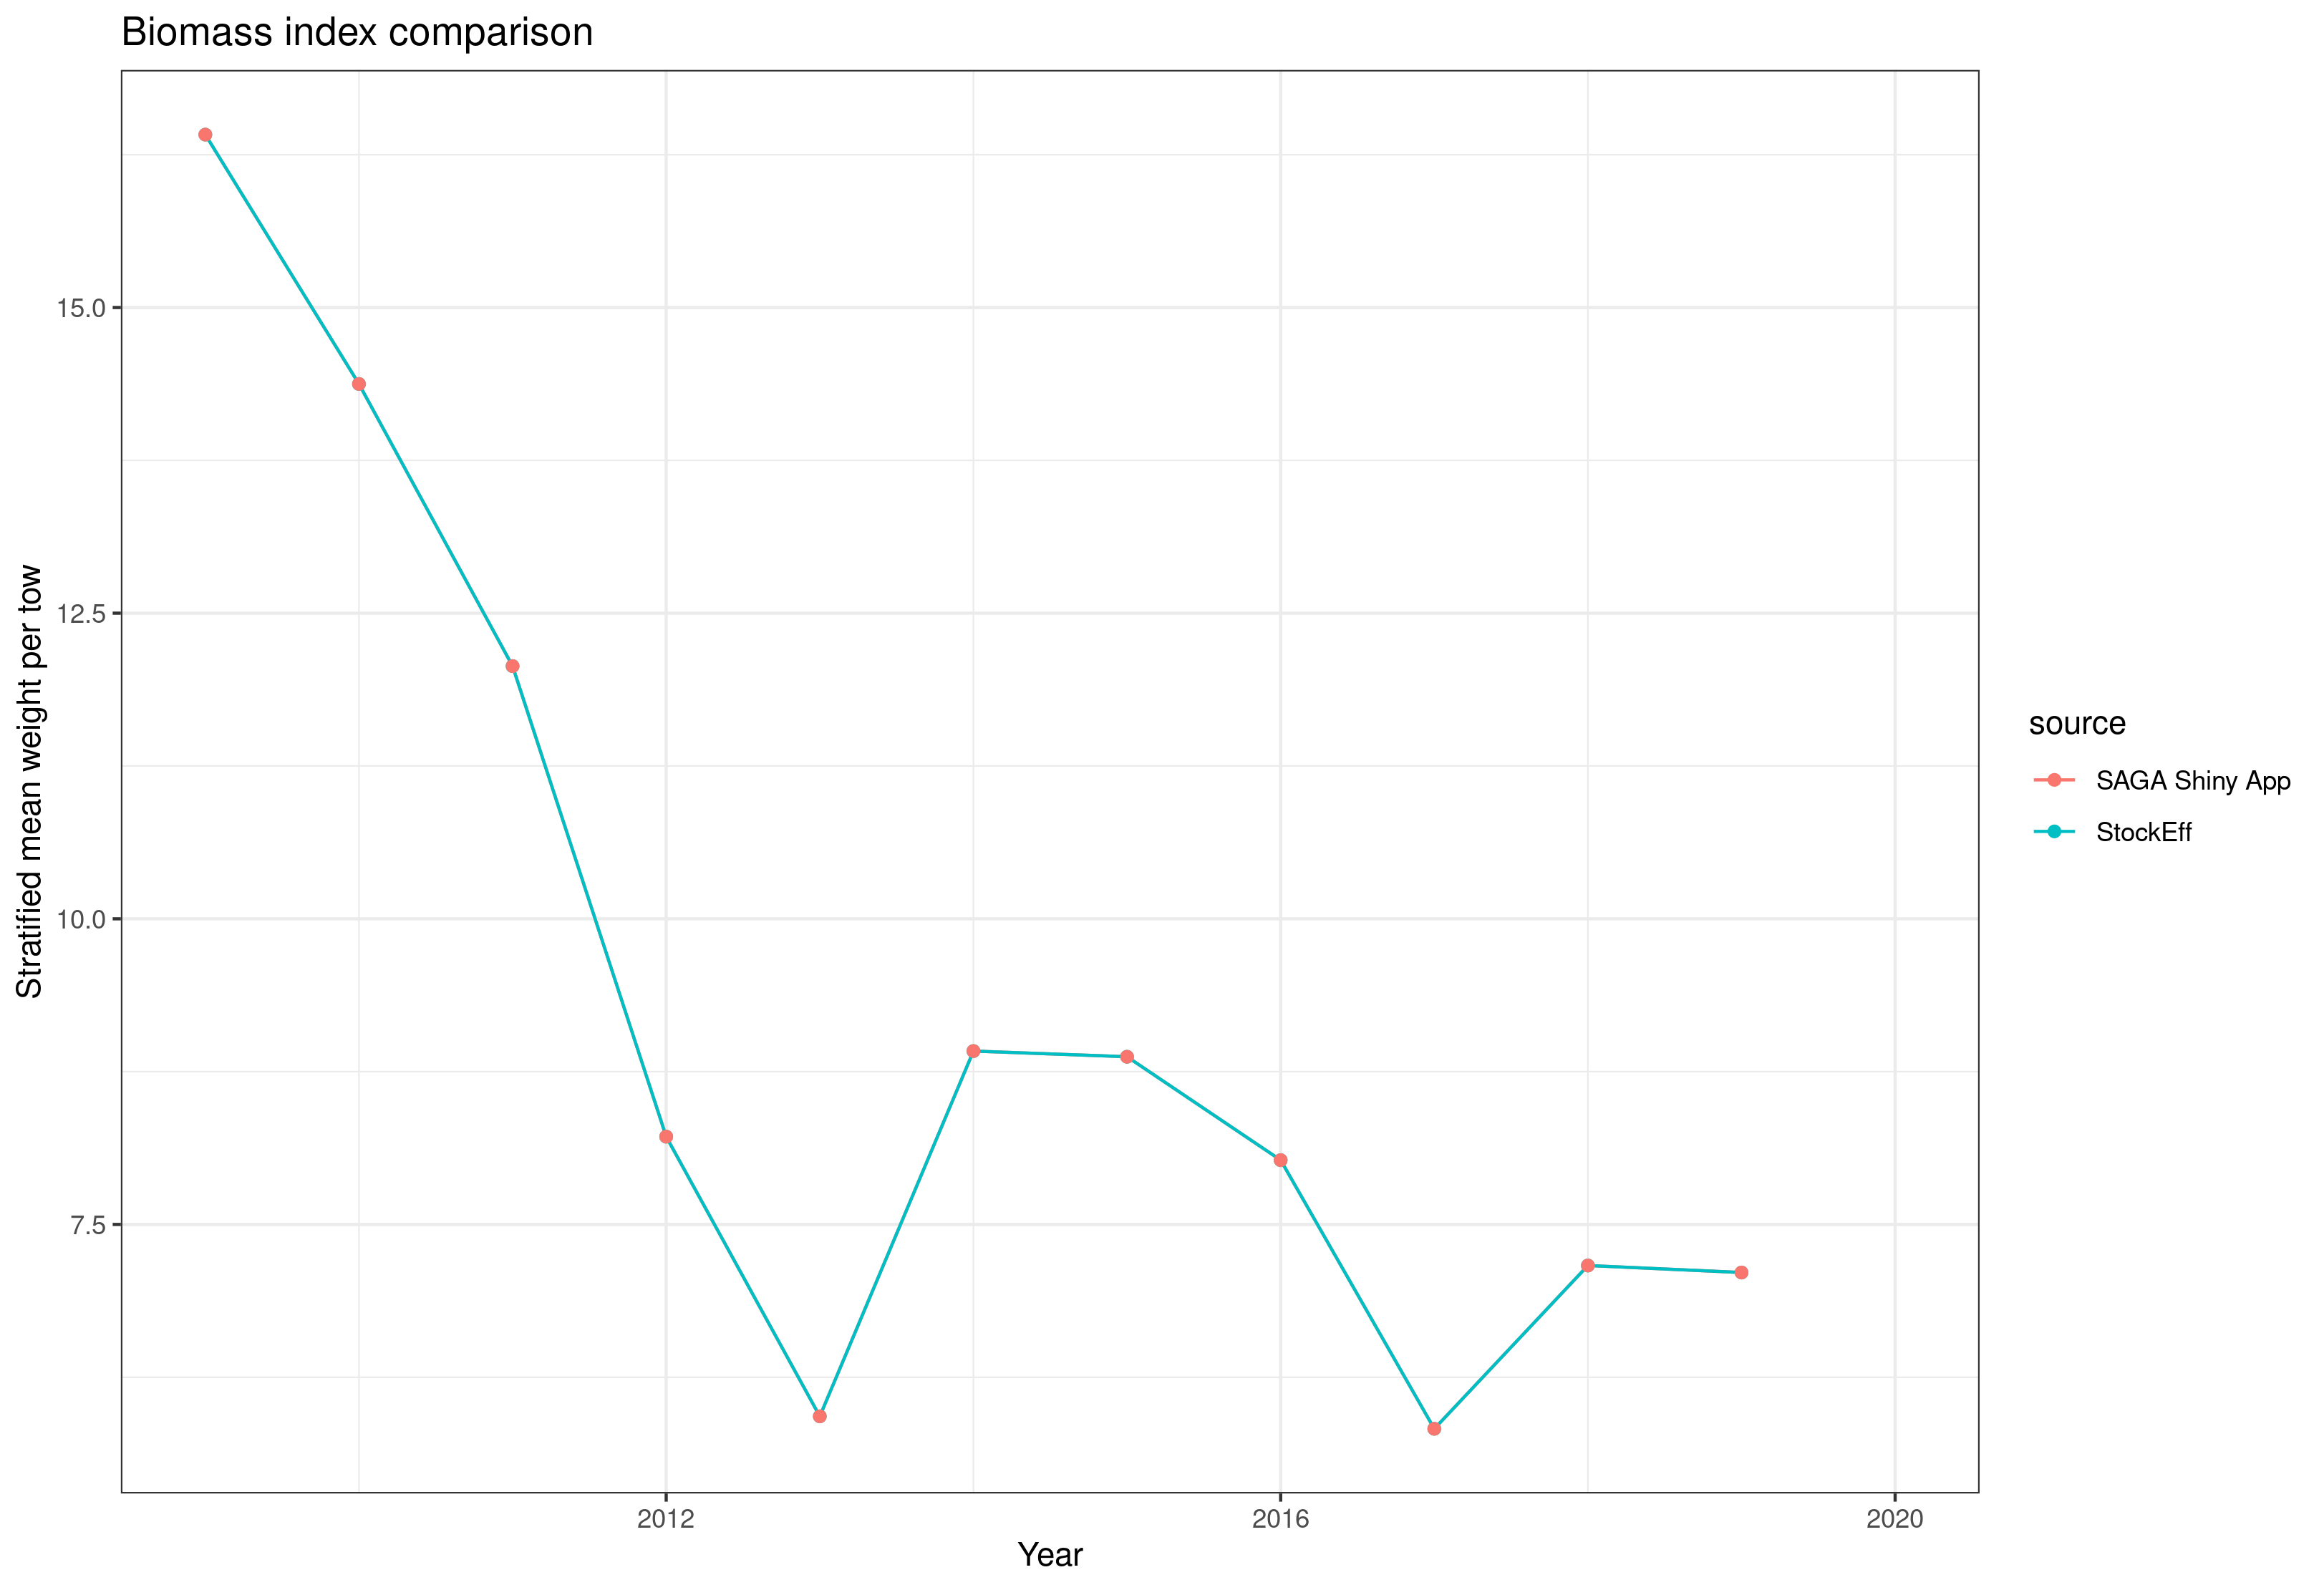 Biomass index comparison
Stratified mean weight per tow
15.0
12.5
10.0
7.5
2012
2016
2020
Year
source
SAGA Shiny App
StockEff